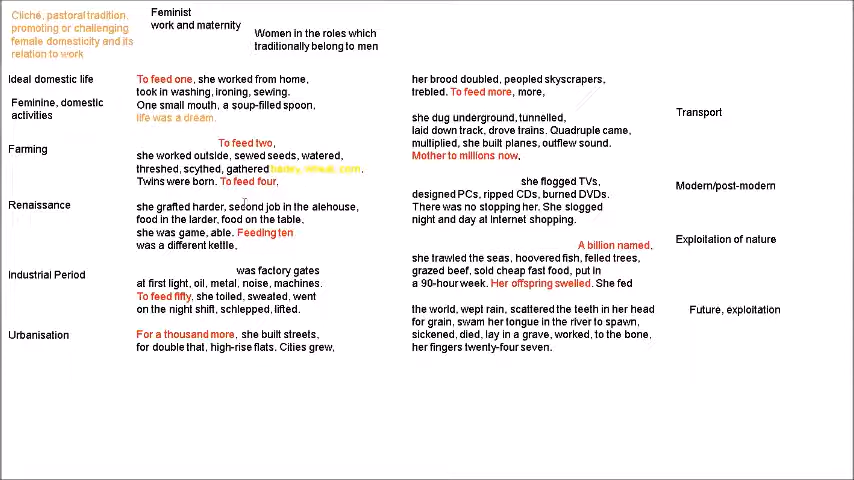 Cliché, pastoral tradition,
promoting or challenging
female domesticity and its
relation to work
Feminist
work and maternity
Women in the roles which
traditionally belong to men
Ideal domestic life
Feminine, domestic
activities
Farming
Renaissance
Industrial Period
Urbanisation
To feed one, she worked from home,
took in washing, ironing, sewing.
One small mouth, a soup-filled spoon,
life was a dream.
To feed two,
she worked outside, sewed seeds, watered,
threshed, scythed, gathered barley, wheat, corn.
Twins were born. To feed four,
she grafted harder, second job in the alehouse,
food in the larder, food on the table,
she was game, able. Feeding ten
was a different kettle,
was factory gates
at first light, oil, metal, noise, machines.
To feed fifty, she toiled, sweated, went
on the night shift, schlepped, lifted.
For a thousand more, she built streets,
for double that, high-rise flats. Cities grew,
her brood doubled, peopled skyscrapers,
trebled. To feed more, more,
she dug underground, tunnelled,
laid down track, drove trains. Quadruple came,
multiplied, she built planes, outflew sound.
Mother to millions now,
she flogged TVs,
designed PCs, ripped CDs, burned DVDs.
There was no stopping her. She slogged
night and day at Internet shopping.
A billion named,
she trawled the seas, hoovered fish, felled trees,
grazed beef, sold cheap fast food, put in
a 90-hour week. Her offspring swelled. She fed
the world, wept rain, scattered the teeth in her head
for grain, swam her tongue in the river to spawn,
sickened, died, lay in a grave, worked, to the bone,
her fingers twenty-four seven.
Transport
Modern/post-modern
Exploitation of nature
Future, exploitation